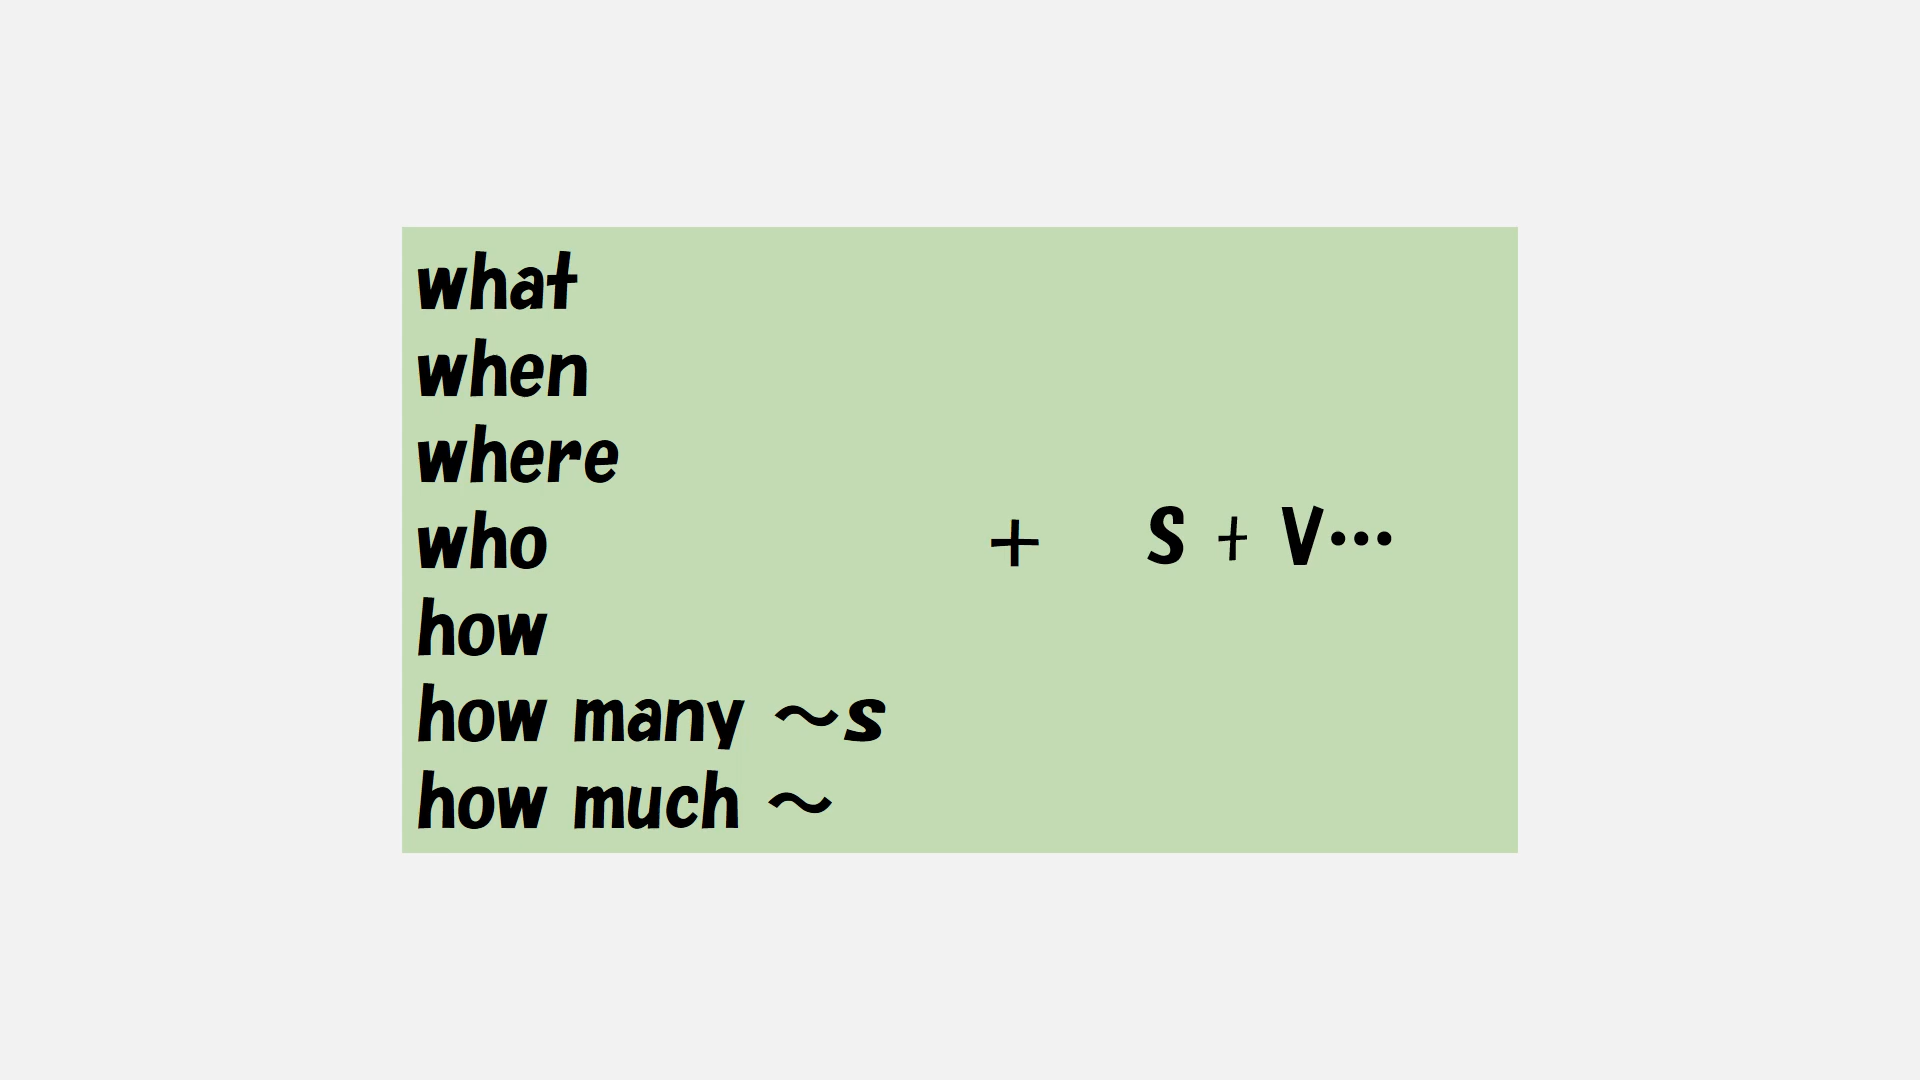 what
when
where
who
how
how many ～s
how much ～
+ S + V…